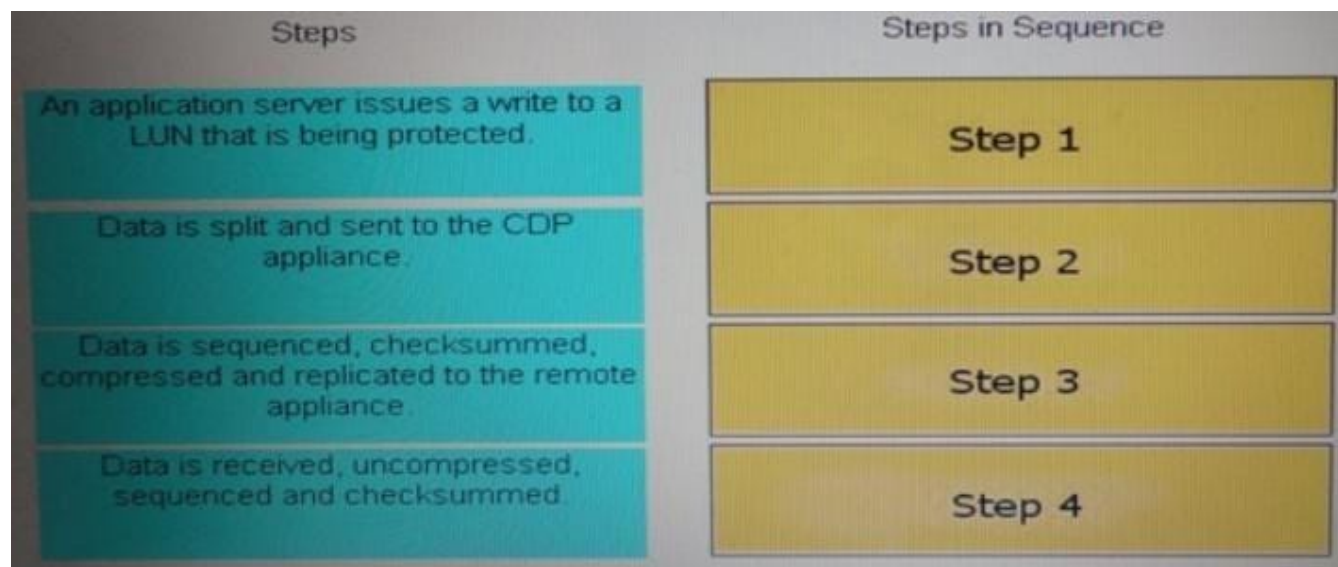 Steps
Steps in Sequence
An application server issues a write to a
LUN that is being protected.
Step 1
Data is split and sent to the CDP
appliance.
Step 2
Data is sequenced, checksummed,
compressed and replicated to the remote
appliance.
Step 3
Data is received, uncompressed,
sequenced and checksummed.
Step 4